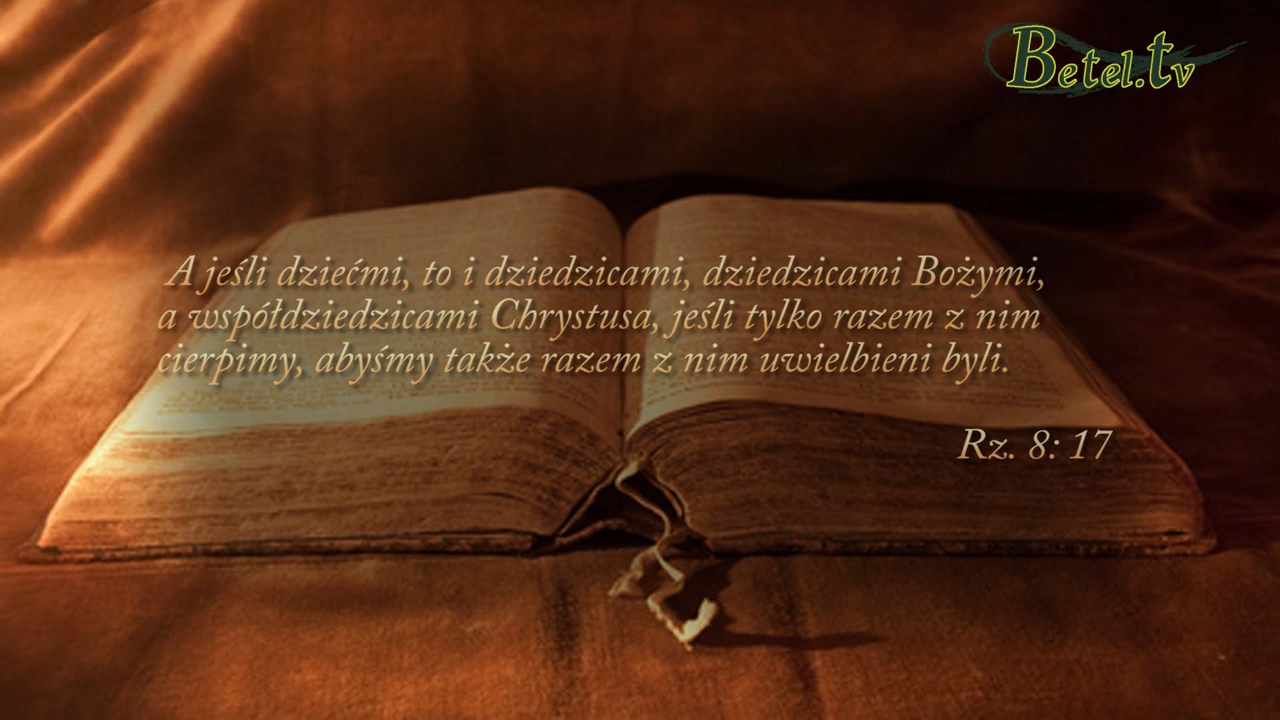 Betel.tv
A jeśli dziećmi, to i dziedzicami, dziedzicami Bożymi,
a współdziedzicami Chrystusa, jeśli tylko razem z nim
cierpimy, abyśmy także razem z nim uwielbieni byli.
Rz. 8: 17